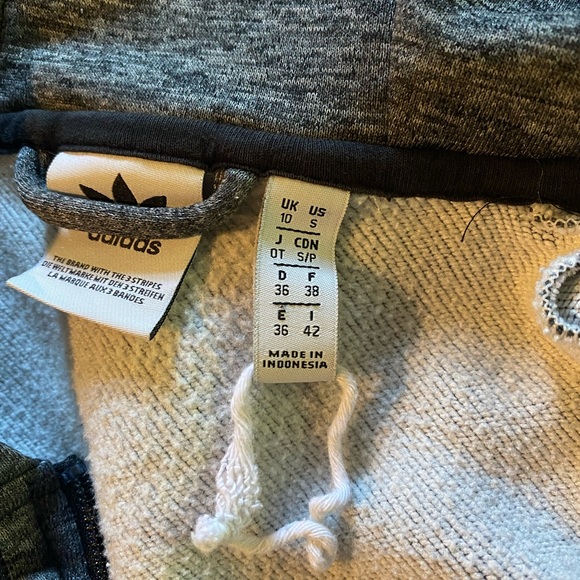 adidas
THE BRAND WITH THE 3 STRIPES
DIE WELTMARKE MIT DEN 3 STREIFEN
LA MARQUE AUX 3 BANDES
UK US
10 S
J CDN
OT S/P
D F
36 38
E I
36 42
MADE IN
INDONESIA